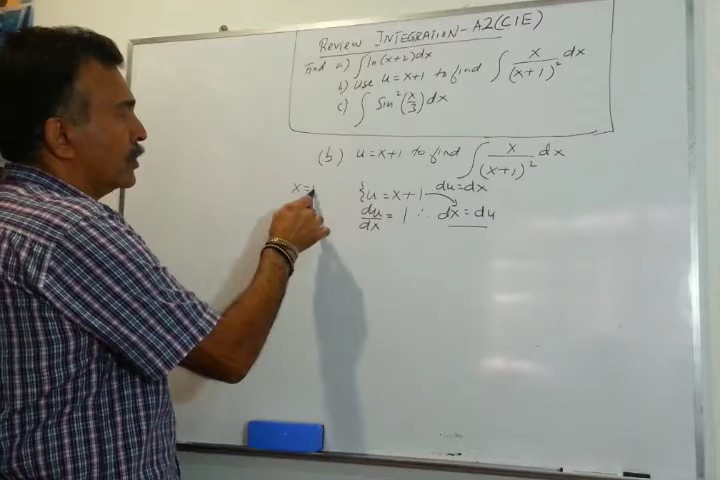 Review INTEGRATION - A2 (CIE)
Find a) ∫ ln(x+2) dx
b) use u = x+1 to find ∫ x/(x+1)² dx
c) ∫ Sin²(x/3) dx
(b) u = x+1 to find ∫ x/(x+1)² dx
x = { u = x+1 du = dx
du/dx = 1 ∴ dx = du